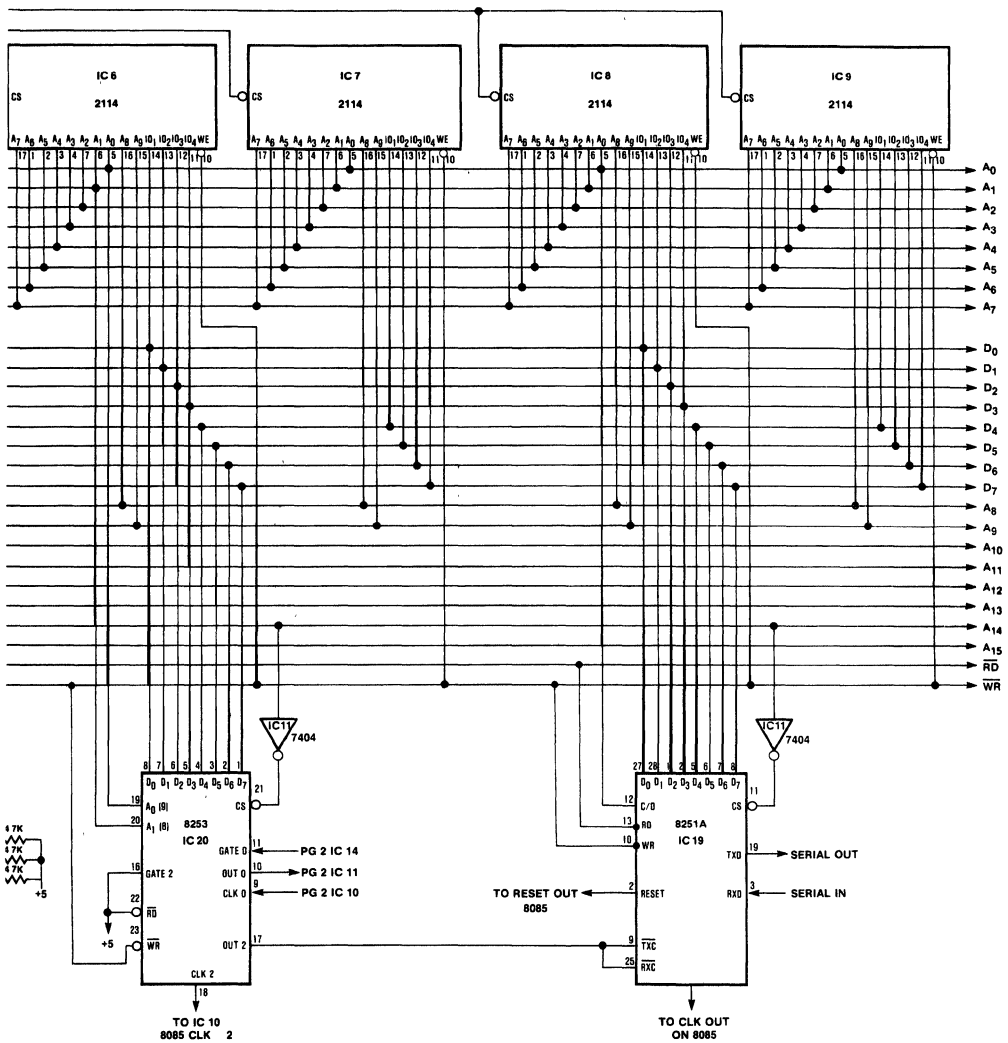 IC 6
IC 7
IC 8
IC 9
CS 2114
CS 2114
CS 2114
CS 2114
A7 A6 A5 A4 A3 A2 A1 A0 A8 A9 IO1 IO2 IO3 IO4 WE
A7 A6 A5 A4 A3 A2 A1 A0 A8 A9 IO1 IO2 IO3 IO4 WE
A7 A6 A5 A4 A3 A2 A1 A0 A8 A9 IO1 IO2 IO3 IO4 WE
A7 A6 A5 A4 A3 A2 A1 A0 A8 A9 IO1 IO2 IO3 IO4 WE
17 1 2 3 4 7 6 5 16 15 14 13 12 11 10
17 1 2 3 4 7 6 5 16 15 14 13 12 11 10
17 1 2 3 4 7 6 5 16 15 14 13 12 11 10
17 1 2 3 4 7 6 5 16 15 14 13 12 11 10
A0
A1
A2
A3
A4
A5
A6
A7
D0
D1
D2
D3
D4
D5
D6
D7
A8
A9
A10
A11
A12
A13
A14
A15
RD
WR
IC11
7404
IC11
7404
8 7 6 5 4 3 2 1
D0 D1 D2 D3 D4 D5 D6 D7
21
CS
19 A0 (9)
20 A1 (8)
8253
IC 20
GATE 0 11 PG 2 IC 14
16 GATE 2
OUT 0 10 PG 2 IC 11
CLK 0 9 PG 2 IC 10
22 RD
+5
23 WR
OUT 2 17
CLK 2
18
TO IC 10
8085 CLK 2
4 7K
4 7K
4 7K
+5
27 28 1 2 5 6 7 8
D0 D1 D2 D3 D4 D5 D6 D7
11
CS
12 C/D
13 RD
10 WR
8251A
IC 19
TXD 19 SERIAL OUT
TO RESET OUT
8085
2 RESET
RXD 3 SERIAL IN
9 TXC
25 RXC
TO CLK OUT
ON 8085